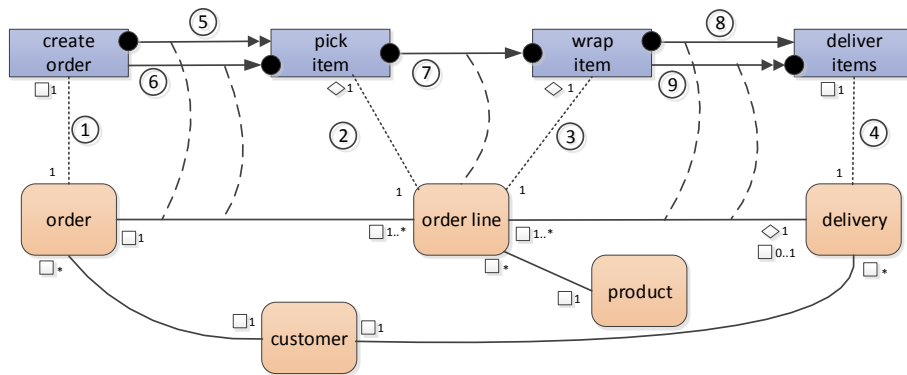 5
8
create
order
pick
item
wrap
item
deliver
items
6
7
9
□1
◇1
◇1
□1
1
2
3
4
1
1
1
1
order
order line
delivery
□1
□1..*
□1..*
◇1
□0..1
□*
□*
□*
product
□1
□1
□1
customer